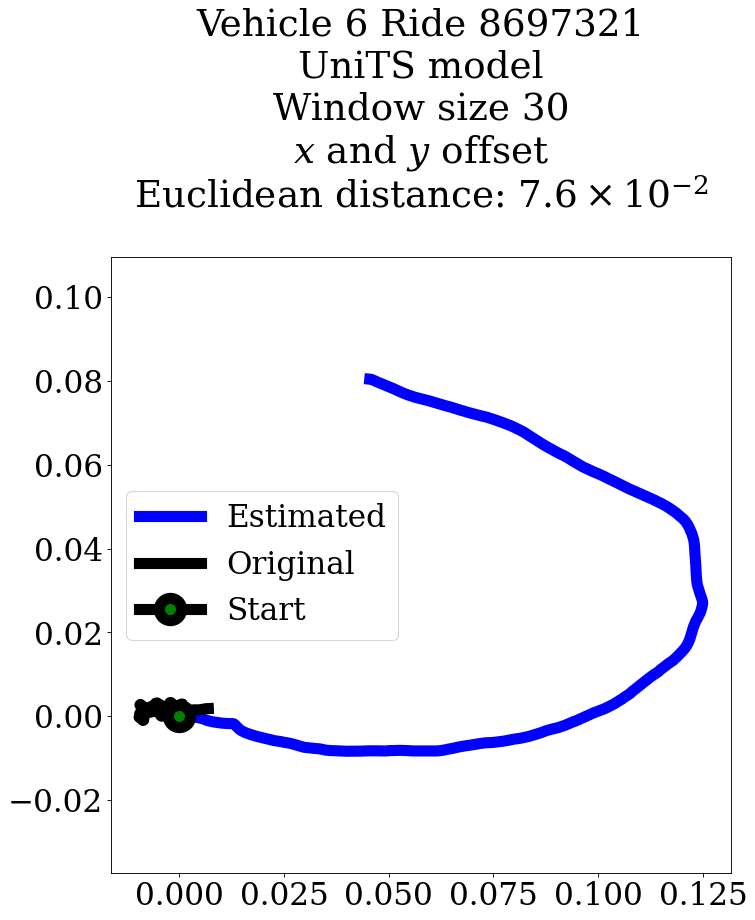 Vehicle 6 Ride 8697321
UniTS model
Window size 30
x and y offset
Euclidean distance: 7.6 × 10⁻²
0.10
0.08
0.06
0.04
0.02
0.00
−0.02
Estimated
Original
Start
0.000 0.025 0.050 0.075 0.100 0.125